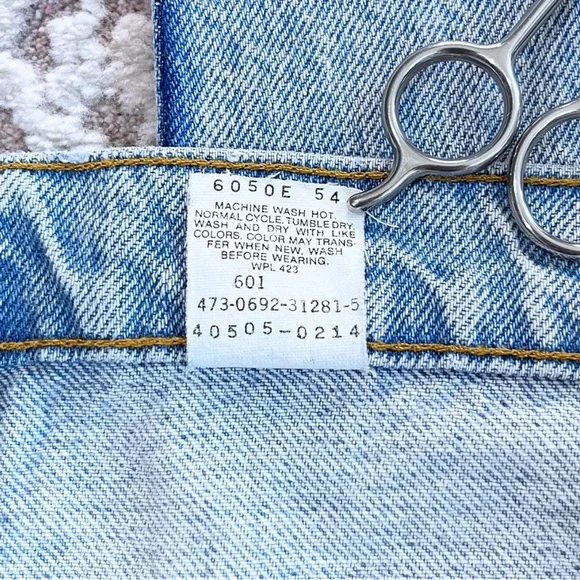 6050E 54
MACHINE WASH HOT,
NORMAL CYCLE. TUMBLE DRY.
WASH AND DRY WITH LIKE
COLORS. COLOR MAY TRANS-
FER WHEN NEW. WASH
BEFORE WEARING.
WPL 423
601
473-0692-31281-5
40505-0214